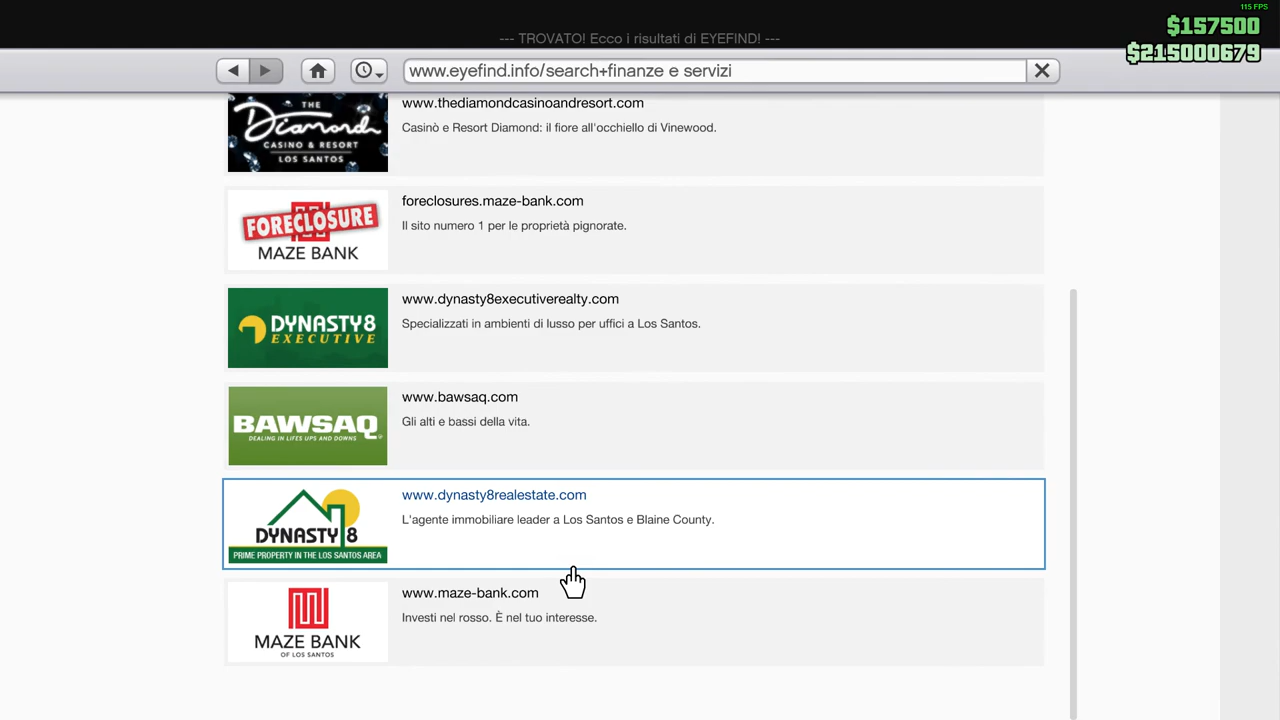 115 FPS
$157500
$215000679
--- TROVATO! Ecco i risultati di EYEFIND! ---
www.eyefind.info/search+finanze e servizi
THE
Diamond
CASINO & RESORT
LOS SANTOS
www.thediamondcasinoandresort.com
Casinò e Resort Diamond: il fiore all'occhiello di Vinewood.
FORECLOSURE
MAZE BANK
foreclosures.maze-bank.com
Il sito numero 1 per le proprietà pignorate.
DYNASTY 8
EXECUTIVE
www.dynasty8executiverealty.com
Specializzati in ambienti di lusso per uffici a Los Santos.
BAWSAQ
DEALING IN LIFES UPS AND DOWNS
www.bawsaq.com
Gli alti e bassi della vita.
DYNASTY 8
PRIME PROPERTY IN THE LOS SANTOS AREA
www.dynasty8realestate.com
L'agente immobiliare leader a Los Santos e Blaine County.
MAZE BANK
OF LOS SANTOS
www.maze-bank.com
Investi nel rosso. È nel tuo interesse.